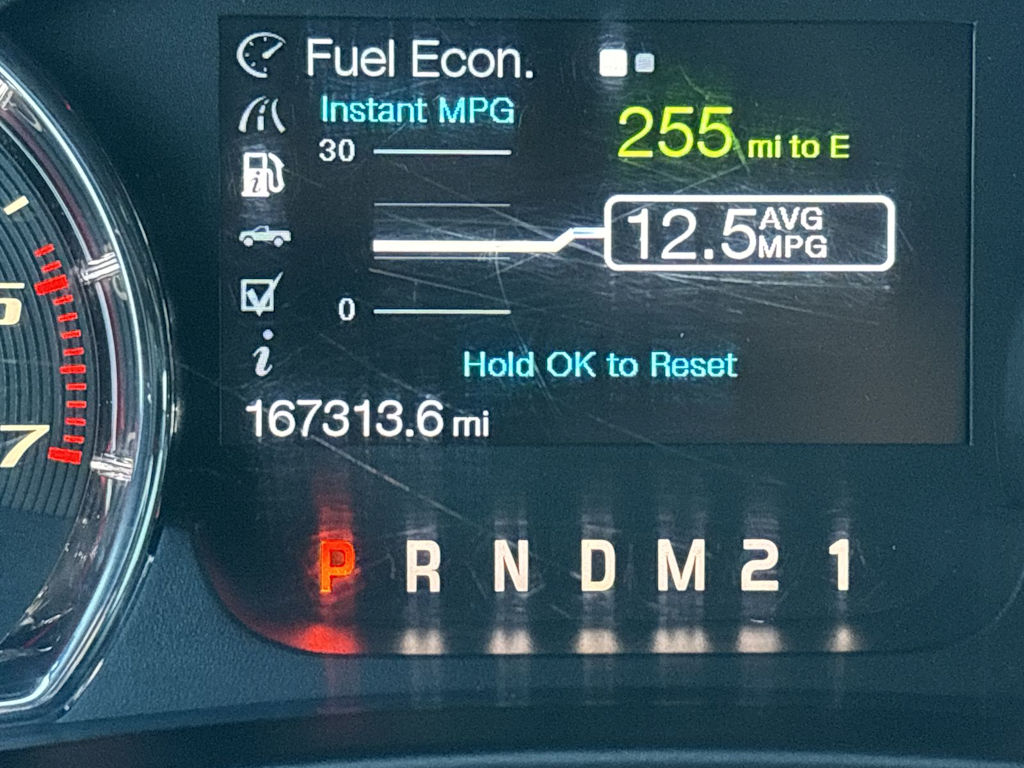 Fuel Econ.
Instant MPG
255 mi to E
30
12.5 AVG MPG
0
Hold OK to Reset
167313.6 mi
P R N D M 2 1
7